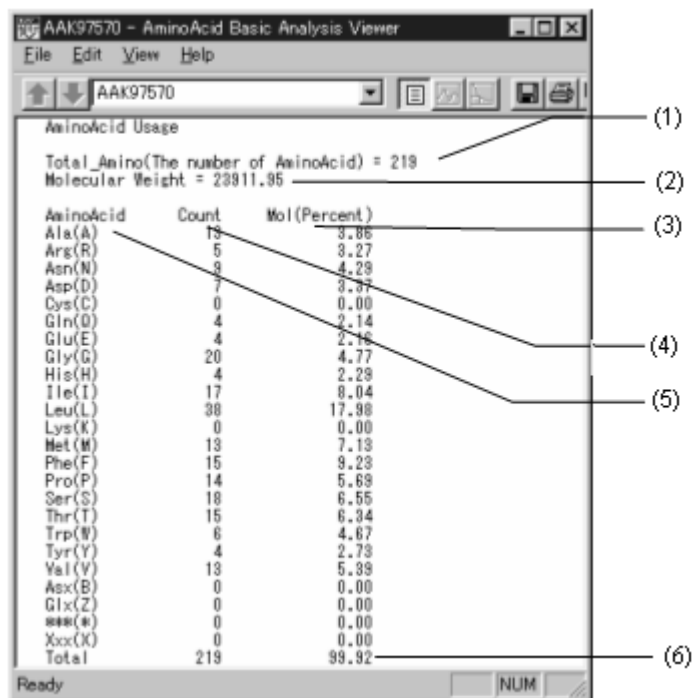 AAK97570 - AminoAcid Basic Analysis Viewer
File Edit View Help
AAK97570
AminoAcid Usage
Total_Amino(The number of AminoAcid) = 219
Molecular Weight = 23911.95
AminoAcid Count Mol(Percent)
Ala(A) 13 3.86
Arg(R) 5 3.27
Asn(N) 9 4.29
Asp(D) 7 3.37
Cys(C) 0 0.00
Gln(Q) 4 2.14
Glu(E) 4 2.16
Gly(G) 20 4.77
His(H) 4 2.29
Ile(I) 17 8.04
Leu(L) 38 17.98
Lys(K) 0 0.00
Met(M) 13 7.13
Phe(F) 15 9.23
Pro(P) 14 5.69
Ser(S) 18 6.55
Thr(T) 15 6.34
Trp(W) 6 4.67
Tyr(Y) 4 2.73
Val(V) 13 5.39
Asx(B) 0 0.00
Glx(Z) 0 0.00
***(*) 0 0.00
Xxx(X) 0 0.00
Total 219 99.92
Ready NUM
(1)
(2)
(3)
(4)
(5)
(6)